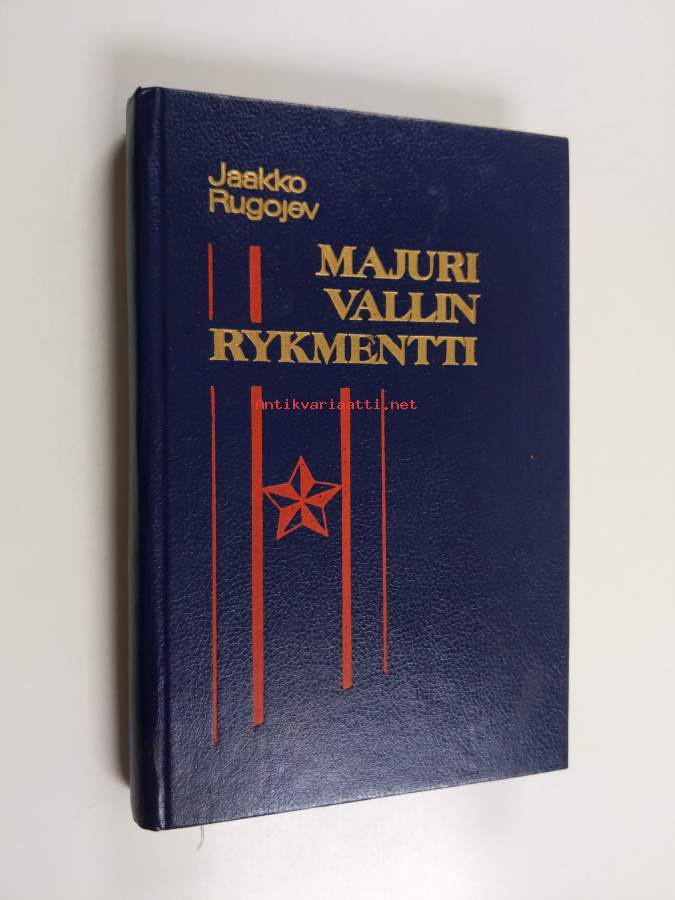 Jaakko
Rugojev
MAJURI
VALLIN
RYKMENTTI
Antikvariaatti.net